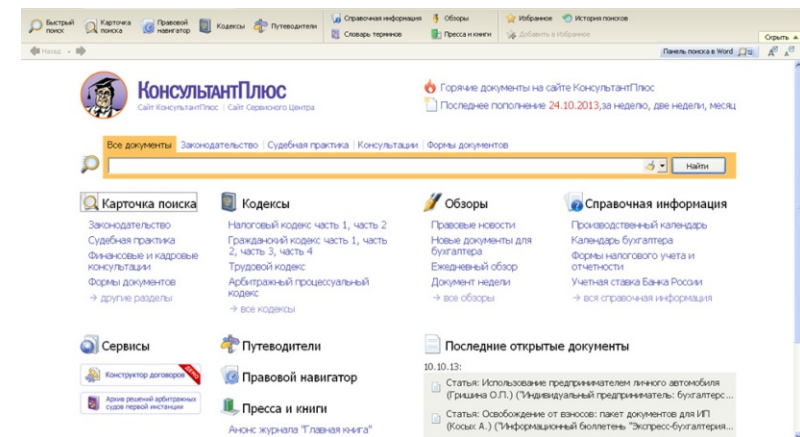 Быстрый поиск
Карточка поиска
Правовой навигатор
Кодексы
Путеводители
Справочная информация
Словарь терминов
Обзоры
Пресса и книги
Избранное
Добавить в Избранное
История поисков
Скрыть
Назад
Панель поиска в Word
КонсультантПлюс
Сайт КонсультантПлюс | Сайт Сервисного Центра
Горячие документы на сайте КонсультантПлюс
Последнее пополнение 24.10.2013,за неделю, две недели, месяц
Все документы Законодательство | Судебная практика | Консультации | Формы документов
Найти
Карточка поиска
Законодательство
Судебная практика
Финансовые и кадровые
консультации
Формы документов
→ другие разделы
Кодексы
Налоговый кодекс часть 1, часть 2
Гражданский кодекс часть 1, часть
2, часть 3, часть 4
Трудовой кодекс
Арбитражный процессуальный
кодекс
→ все кодексы
Обзоры
Правовые новости
Новые документы для
бухгалтера
Ежедневный обзор
Документ недели
→ все обзоры
Справочная информация
Производственный календарь
Календарь бухгалтера
Формы налогового учета и
отчетности
Учетная ставка Банка России
→ вся справочная информация
Сервисы
Конструктор договоров
ДЕМО
Архив решений арбитражных
судов первой инстанции
Путеводители
Правовой навигатор
Пресса и книги
Анонс журнала "Главная книга"
Последние открытые документы
10.10.13:
Статья: Использование предпринимателем личного автомобиля
(Гришина О.П.) ("Индивидуальный предприниматель: бухгалтерс...
Статья: Освобождение от взносов: пакет документов для ИП
(Косых А.) ("Информационный бюллетень "Экспресс-бухгалтерия...